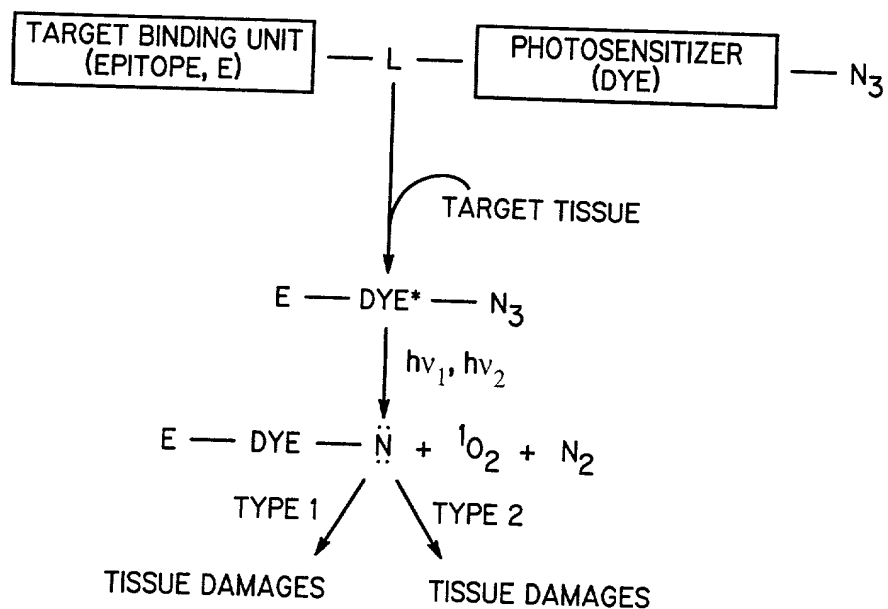 TARGET BINDING UNIT
(EPITOPE, E)
— L —
PHOTOSENSITIZER
(DYE)
— N₃
TARGET TISSUE
E — DYE* — N₃
hν₁, hν₂
E — DYE — N̤̈ + ¹O₂ + N₂
TYPE 1
TYPE 2
TISSUE DAMAGES
TISSUE DAMAGES